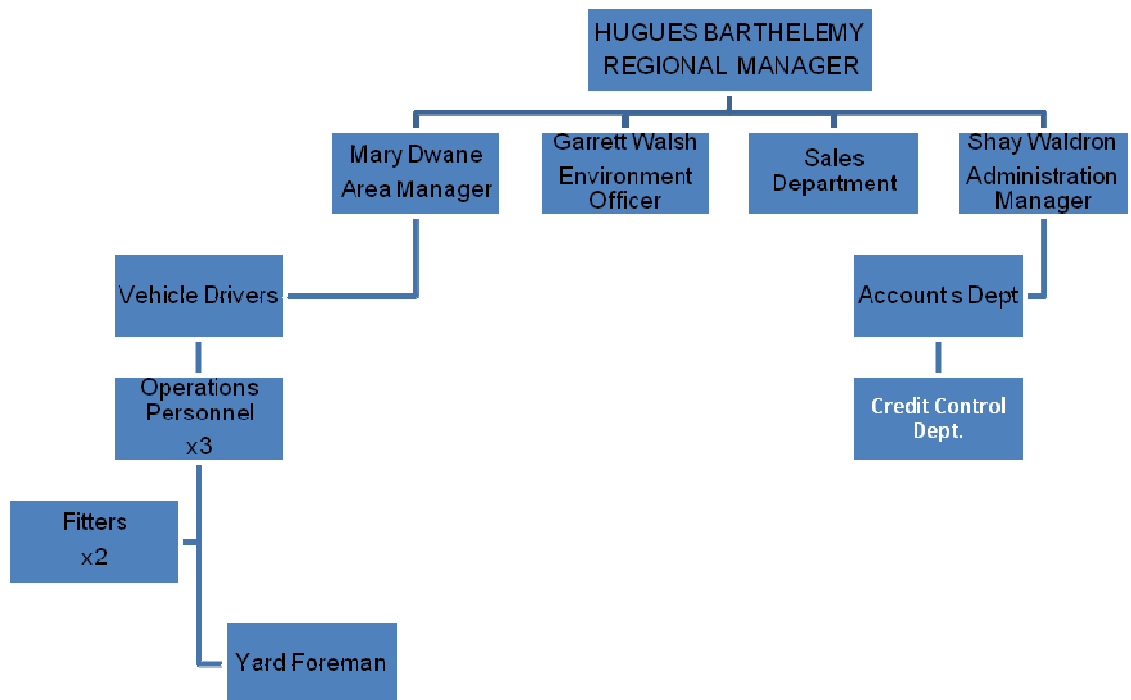 HUGUES BARTHELEMY
REGIONAL MANAGER
Mary Dwane
Area Manager
Garrett Walsh
Environment
Officer
Sales
Department
Shay Waldron
Administration
Manager
Vehicle Drivers
Account's Dept
Operations
Personnel
x3
Credit Control
Dept.
Fitters
x2
Yard Foreman